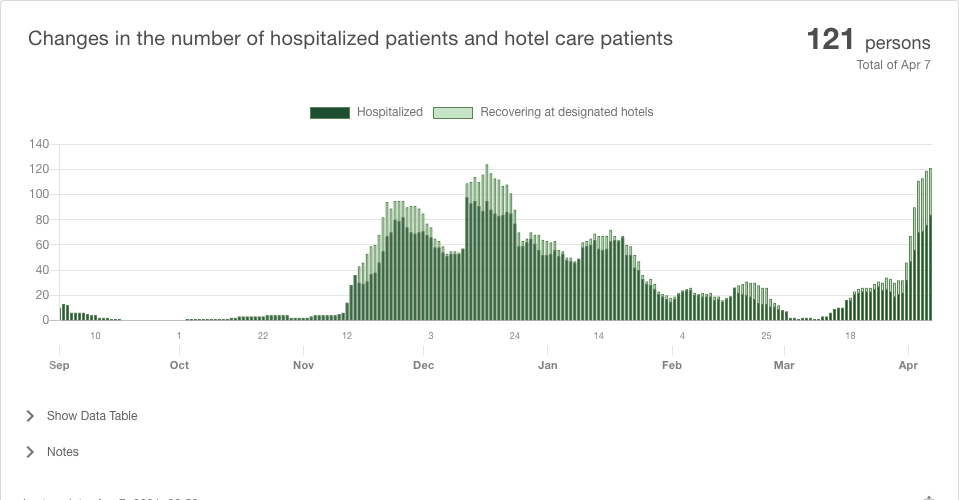 Changes in the number of hospitalized patients and hotel care patients
121 persons
Total of Apr 7
Hospitalized Recovering at designated hotels
140
120
100
80
60
40
20
0
10 1 22 12 3 24 14 4 25 18
Sep Oct Nov Dec Jan Feb Mar Apr
Show Data Table
Notes